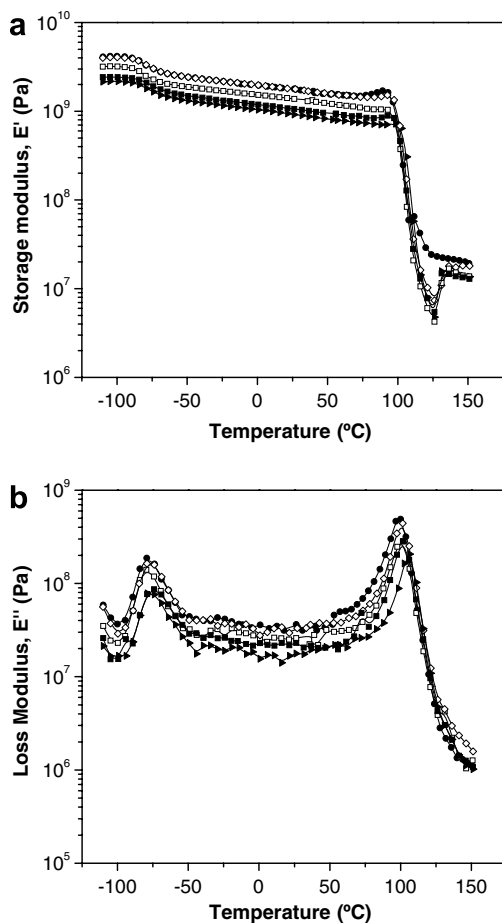 a
10^10
10^9
10^8
10^7
10^6
Storage modulus, E' (Pa)
-100 -50 0 50 100 150
Temperature (ºC)
b
10^9
10^8
10^7
10^6
10^5
Loss Modulus, E" (Pa)
-100 -50 0 50 100 150
Temperature (ºC)